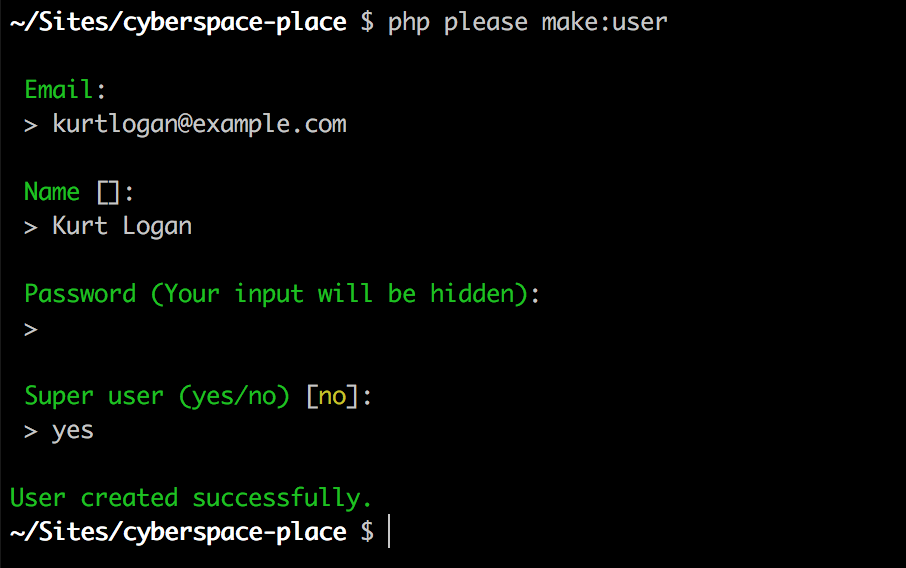 ~/Sites/cyberspace-place $ php please make:user
Email:
> kurtlogan@example.com
Name []:
> Kurt Logan
Password (Your input will be hidden):
>
Super user (yes/no) [no]:
> yes
User created successfully.
~/Sites/cyberspace-place $